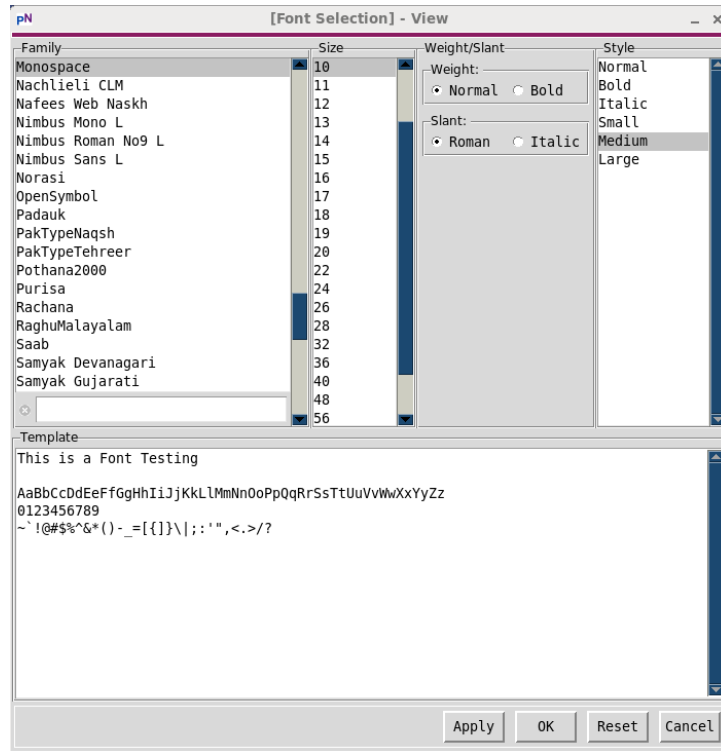 pN
[Font Selection] - View
Family
Monospace
Nachlieli CLM
Nafees Web Naskh
Nimbus Mono L
Nimbus Roman No9 L
Nimbus Sans L
Norasi
OpenSymbol
Padauk
PakTypeNaqsh
PakTypeTehreer
Pothana2000
Purisa
Rachana
RaghuMalayalam
Saab
Samyak Devanagari
Samyak Gujarati
Size
10
11
12
13
14
15
16
17
18
19
20
22
24
26
28
32
36
40
48
56
Weight/Slant
Weight:
Normal Bold
Slant:
Roman Italic
Style
Normal
Bold
Italic
Small
Medium
Large
Template
This is a Font Testing
AaBbCcDdEeFfGgHhIiJjKkLlMmNnOoPpQqRrSsTtUuVvWwXxYyZz
0123456789
~`!@#$%^&*()-_=[{]}\|;:'",<.>/?
Apply OK Reset Cancel